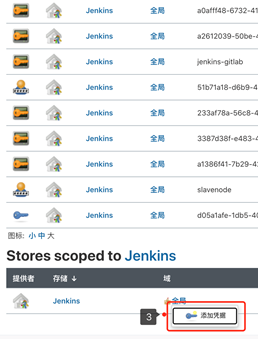 Jenkins 全局 a0afff48-6732-41
Jenkins 全局 a2612039-50be-4
Jenkins 全局 jenkins-gitlab
Jenkins 全局 51b71a18-d6b9-4
Jenkins 全局 233af78a-56c8-4
Jenkins 全局 3387d38f-e483-4
Jenkins 全局 a1386f41-7b29-42
Jenkins 全局 slavenode
Jenkins 全局 d05a1afe-1db5-40
图标: 小 中 大
Stores scoped to Jenkins
提供者 存储 ↓ 域
Jenkins 全局
3 添加凭据